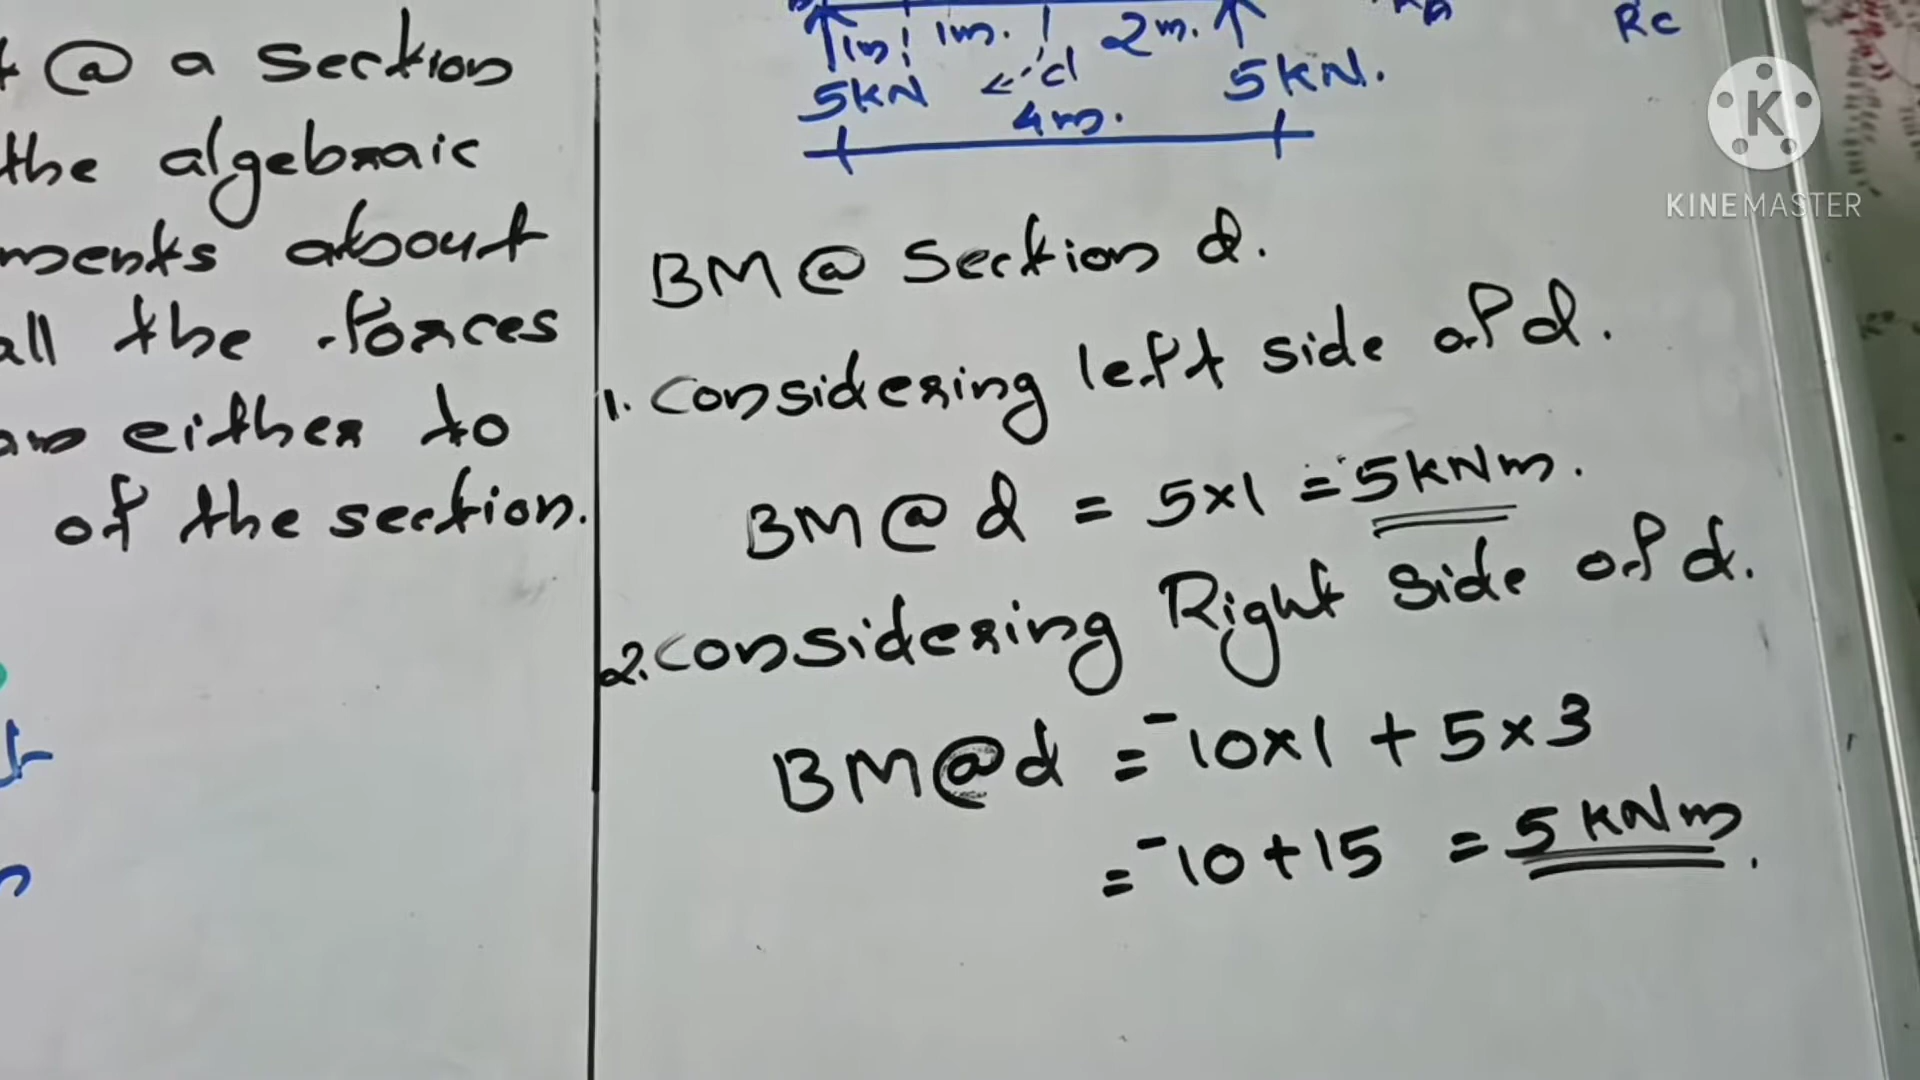 @ a section
the algebraic
ments about
all the forces
either to
of the section.
1m 1m. 2m. Rc
5KN d 5KN.
4m.
K
KINEMASTER
BM @ Section d.
1. Considering left side of d.
BM @ d = 5×1 = 5KNm.
2. Considering Right side of d.
BM@d = -10×1 + 5×3
= -10+15 = 5KNm.